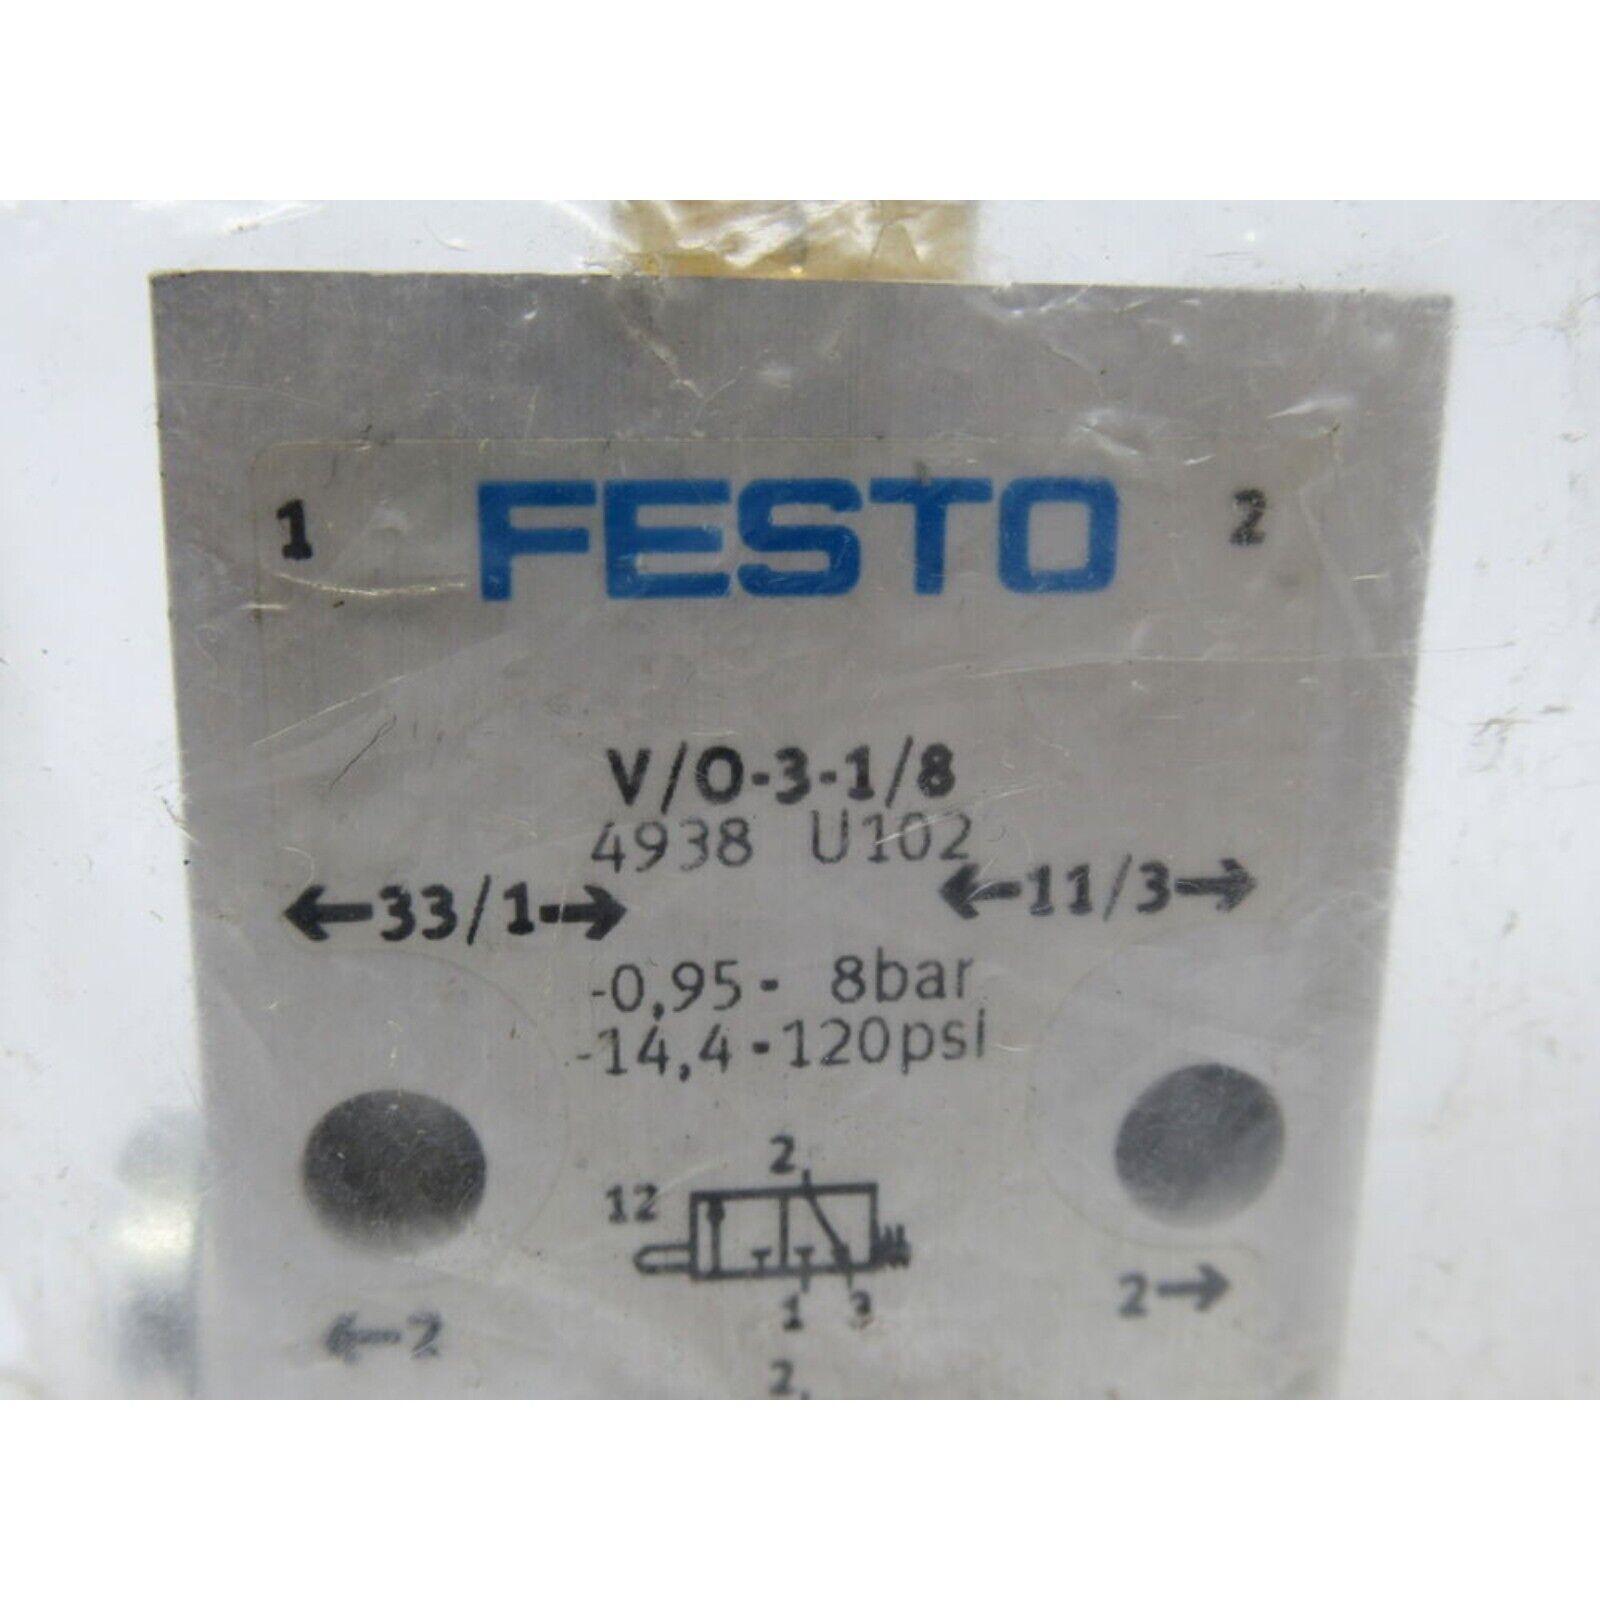 1 FESTO 2
V/O-3-1/8
4938 U102
←33/1→ ←11/3→
-0,95- 8bar
-14,4-120psi
2
12
1 3
←2 2→
2